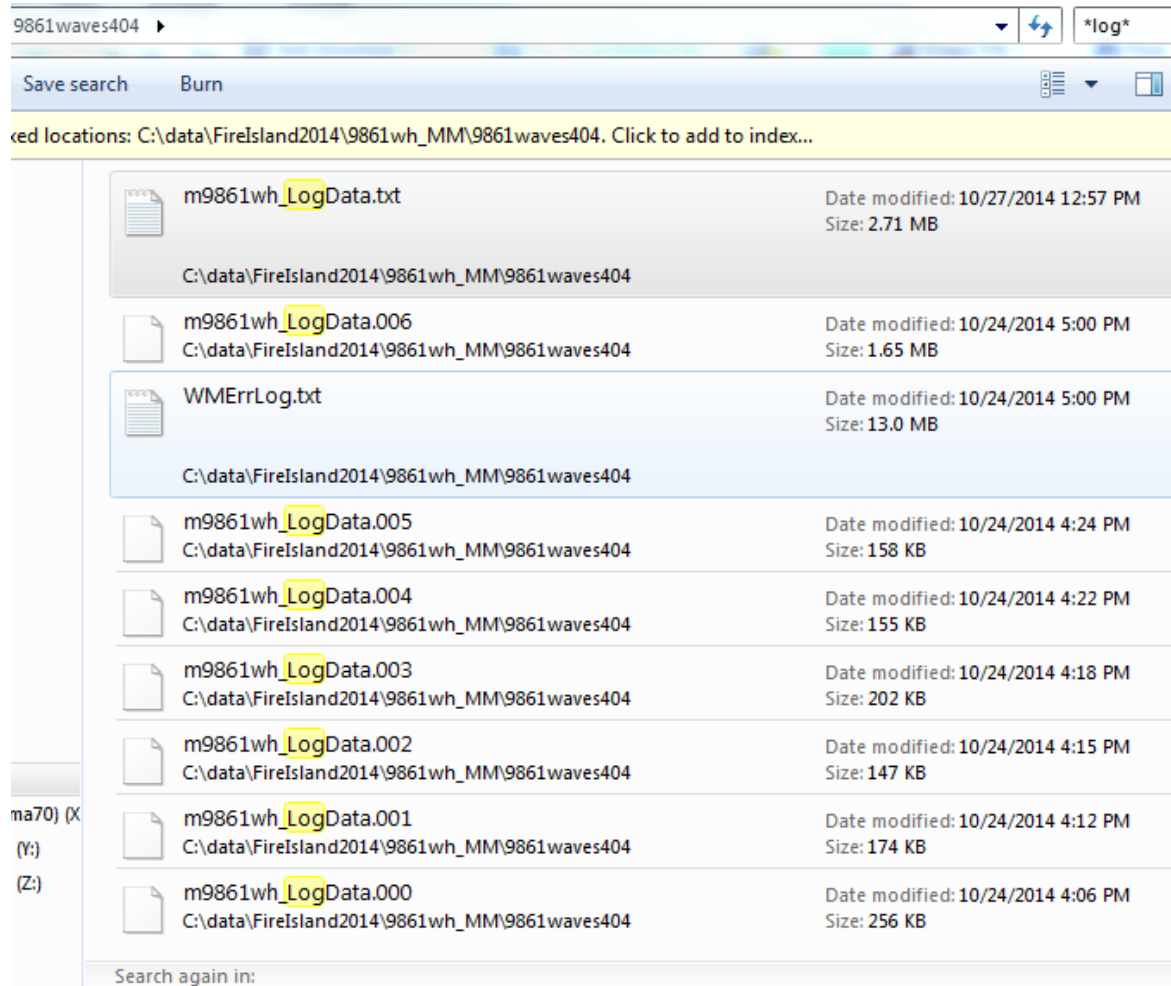 9861waves404
*log*
Save search Burn
ked locations: C:\data\FireIsland2014\9861wh_MM\9861waves404. Click to add to index...
m9861wh_LogData.txt Date modified: 10/27/2014 12:57 PM
Size: 2.71 MB
C:\data\FireIsland2014\9861wh_MM\9861waves404
m9861wh_LogData.006 Date modified: 10/24/2014 5:00 PM
C:\data\FireIsland2014\9861wh_MM\9861waves404 Size: 1.65 MB
WMErrLog.txt Date modified: 10/24/2014 5:00 PM
Size: 13.0 MB
C:\data\FireIsland2014\9861wh_MM\9861waves404
m9861wh_LogData.005 Date modified: 10/24/2014 4:24 PM
C:\data\FireIsland2014\9861wh_MM\9861waves404 Size: 158 KB
m9861wh_LogData.004 Date modified: 10/24/2014 4:22 PM
C:\data\FireIsland2014\9861wh_MM\9861waves404 Size: 155 KB
m9861wh_LogData.003 Date modified: 10/24/2014 4:18 PM
C:\data\FireIsland2014\9861wh_MM\9861waves404 Size: 202 KB
m9861wh_LogData.002 Date modified: 10/24/2014 4:15 PM
C:\data\FireIsland2014\9861wh_MM\9861waves404 Size: 147 KB
m9861wh_LogData.001 Date modified: 10/24/2014 4:12 PM
C:\data\FireIsland2014\9861wh_MM\9861waves404 Size: 174 KB
m9861wh_LogData.000 Date modified: 10/24/2014 4:06 PM
C:\data\FireIsland2014\9861wh_MM\9861waves404 Size: 256 KB
ma70) (X
(Y:)
(Z:)
Search again in: